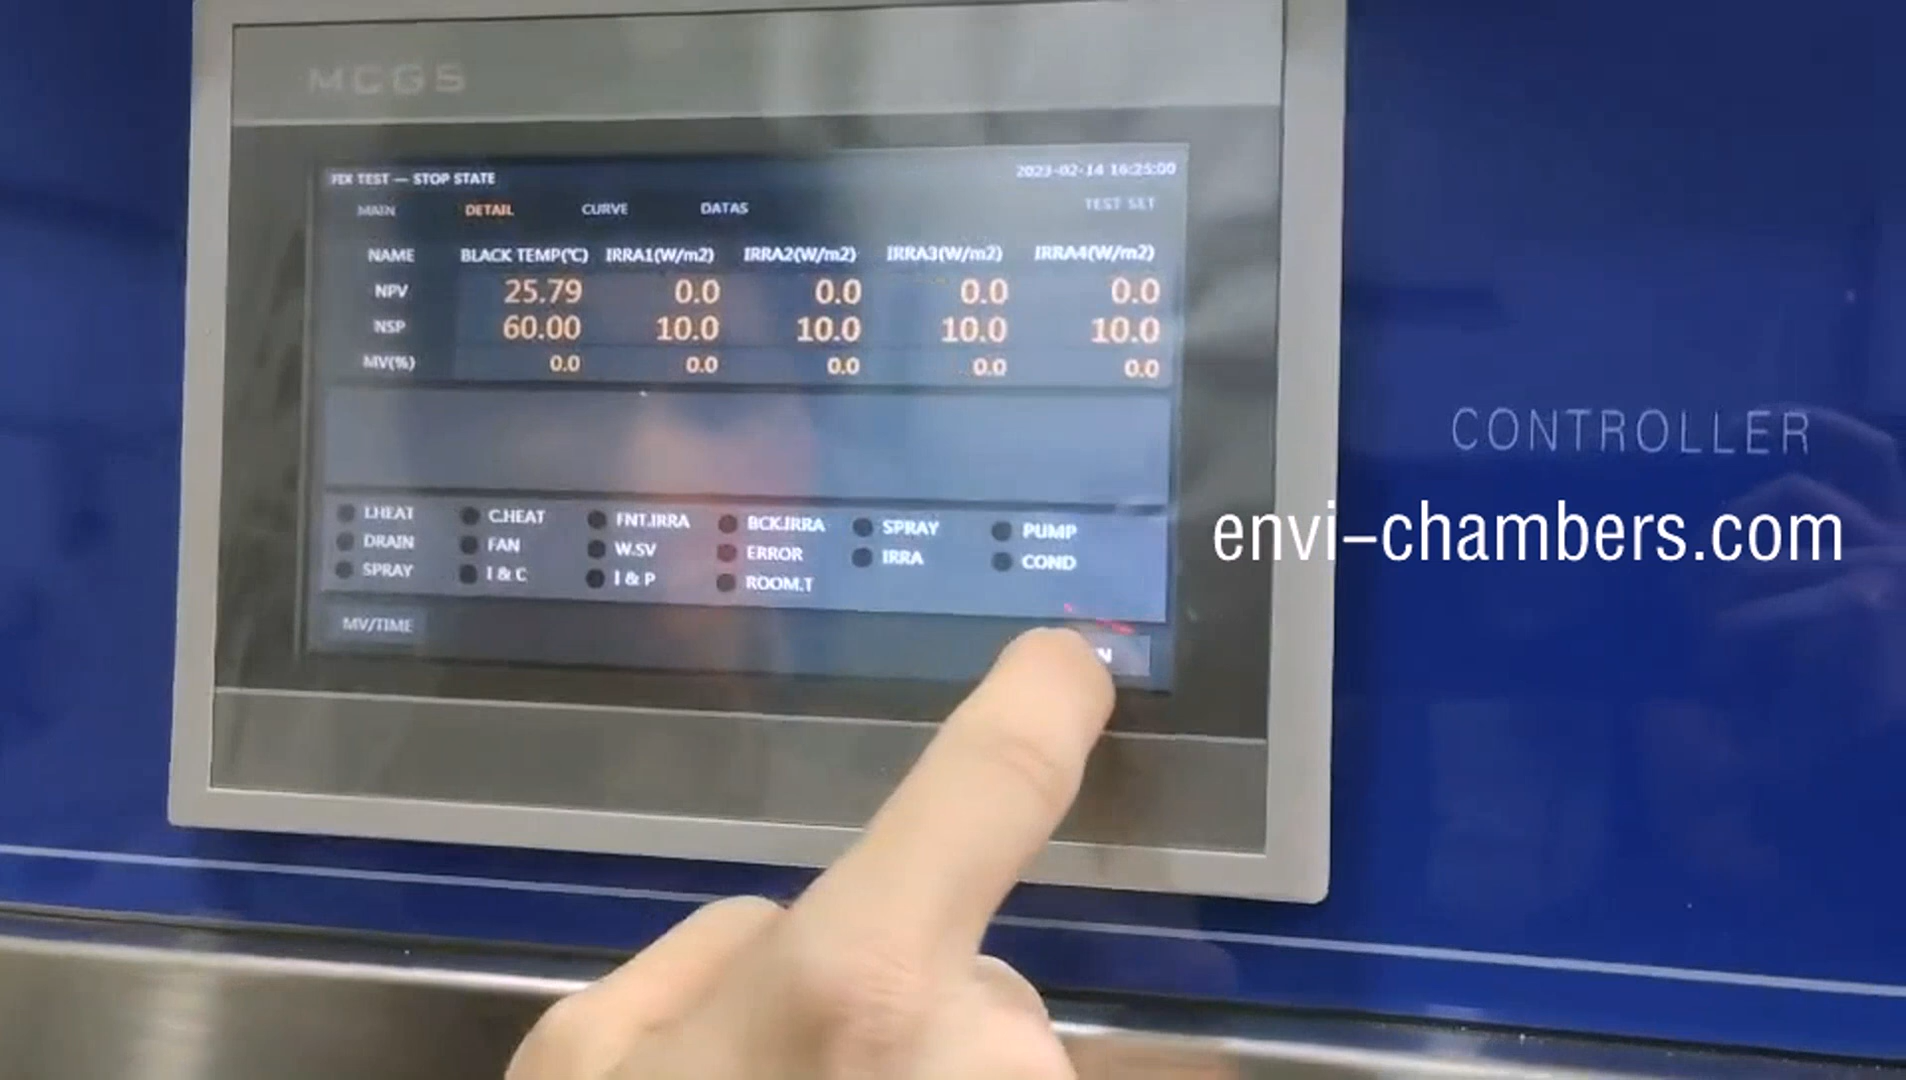 MCGS
FIX TEST — STOP STATE
2023-02-14 16:25:00
MAIN DETAIL CURVE DATAS TEST SET
NAME BLACK TEMP(℃) IRRA1(W/m2) IRRA2(W/m2) IRRA3(W/m2) IRRA4(W/m2)
NPV 25.79 0.0 0.0 0.0 0.0
NSP 60.00 10.0 10.0 10.0 10.0
MV(%) 0.0 0.0 0.0 0.0 0.0
I.HEAT C.HEAT FNT.IRRA BCK.IRRA SPRAY PUMP
DRAIN FAN W.SV ERROR IRRA COND
SPRAY I & C I & P ROOM.T
MV/TIME
CONTROLLER
envi-chambers.com